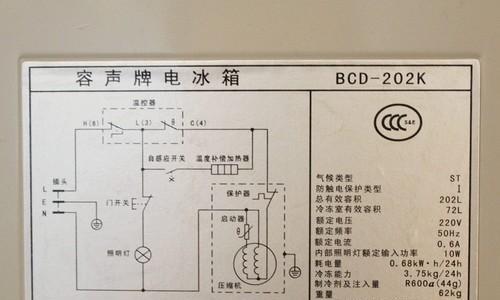 容声牌电冰箱 BCD-202K
温控器
H(6) L(3) C(4)
自感应开关 温度补偿加热器
插头
L
E
N
门开关
保护器
启动器
照明灯
压缩机
CCC S&E
气候类型 ST
防触电保护类型 I
总有效容积 202L
冷冻室有效容积 72L
额定电压 220V
额定频率 50Hz
额定电流 0.6A
内部照明灯额定输入功率 10W
耗电量 0.68kW·h/24h
冷冻能力 3.75kg/24h
制冷剂及注入量 R600a(44g)
重量 62kg